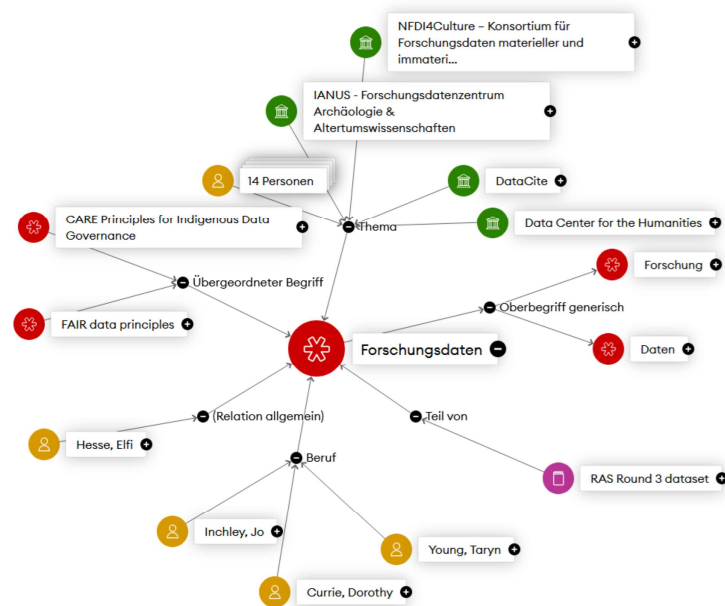 NFDI4Culture – Konsortium für
Forschungsdaten materieller und
immateri...
IANUS - Forschungsdatenzentrum
Archäologie &
Altertumswissenschaften
14 Personen
DataCite
CARE Principles for Indigenous Data
Governance
Thema
Data Center for the Humanities
Forschung
Übergeordneter Begriff
Oberbegriff generisch
FAIR data principles
Forschungsdaten
Daten
(Relation allgemein)
Teil von
Hesse, Elfi
Beruf
RAS Round 3 dataset
Inchley, Jo
Young, Taryn
Currie, Dorothy